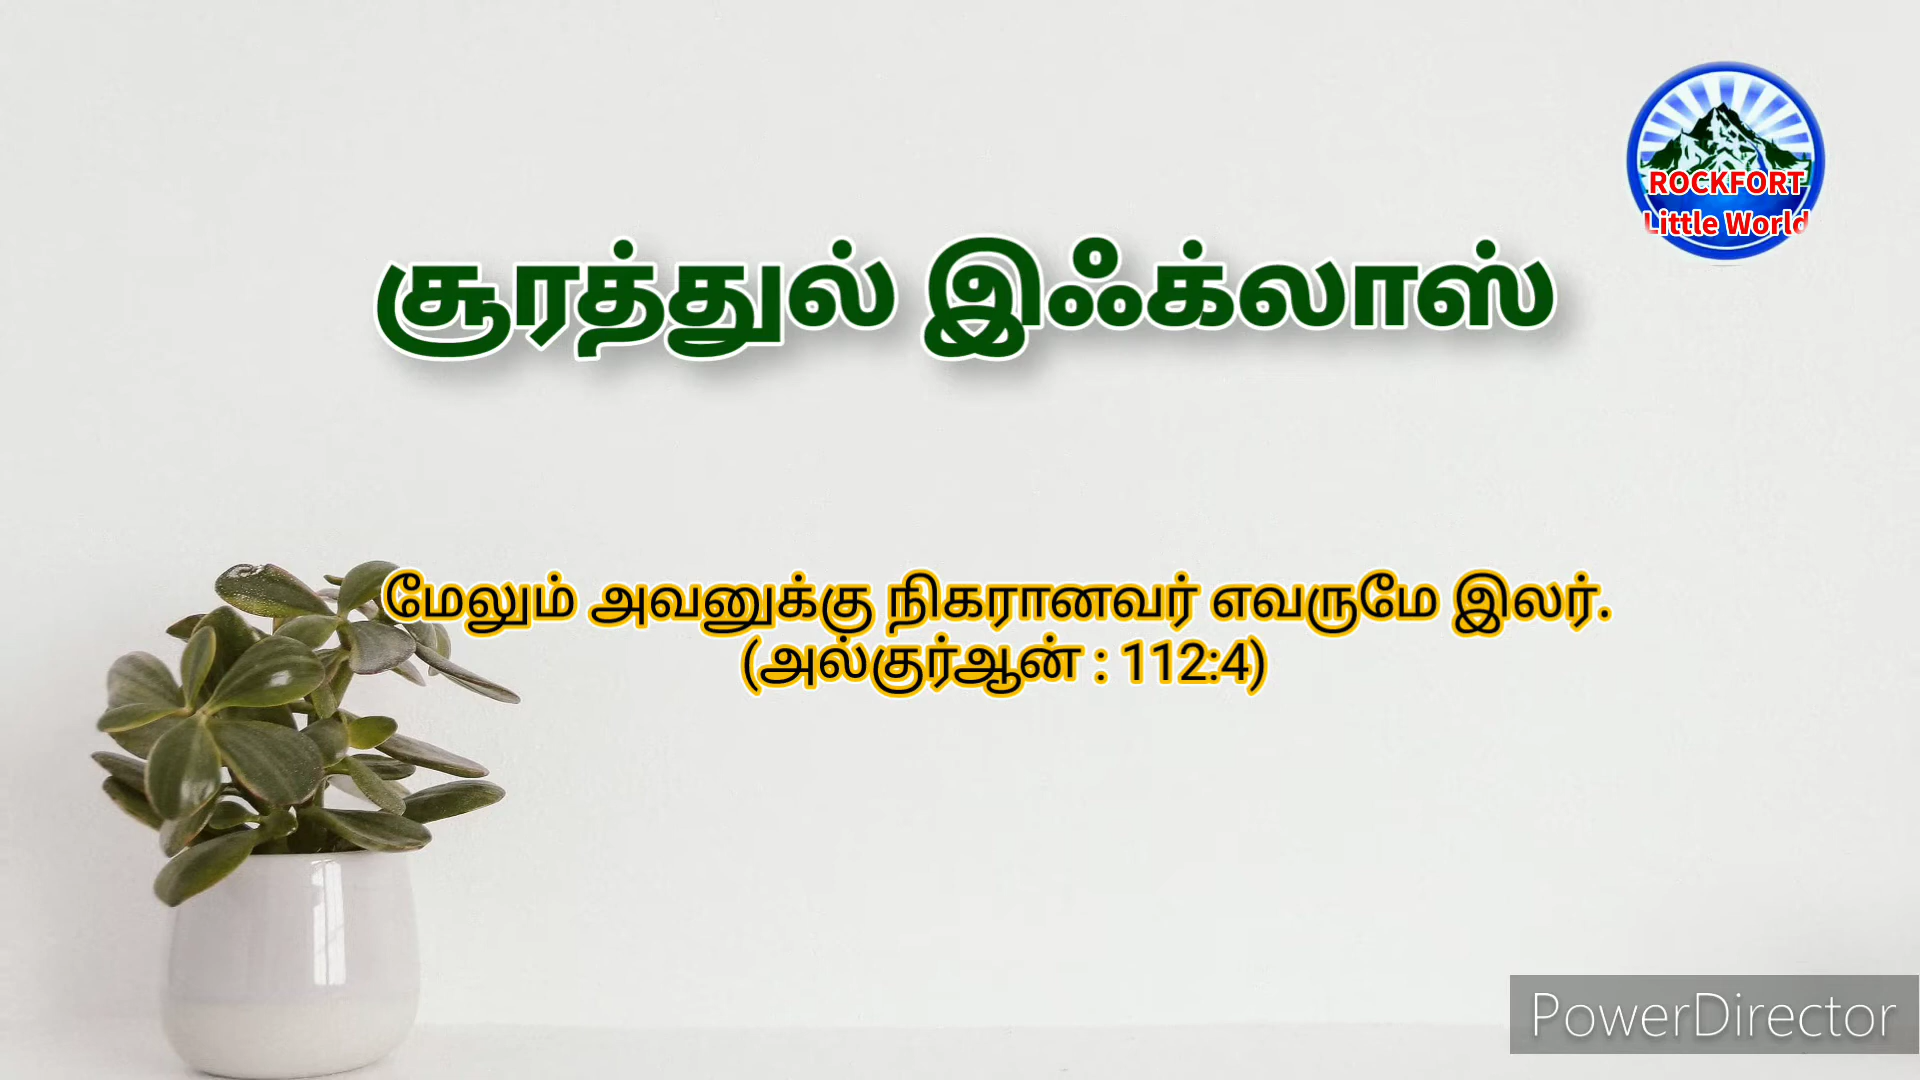 ROCKFORT
Little World
சூரத்துல் இஃக்லாஸ்
மேலும் அவனுக்கு நிகரானவர் எவருமே இலர்.
(அல்குர்ஆன் : 112:4)
PowerDirector